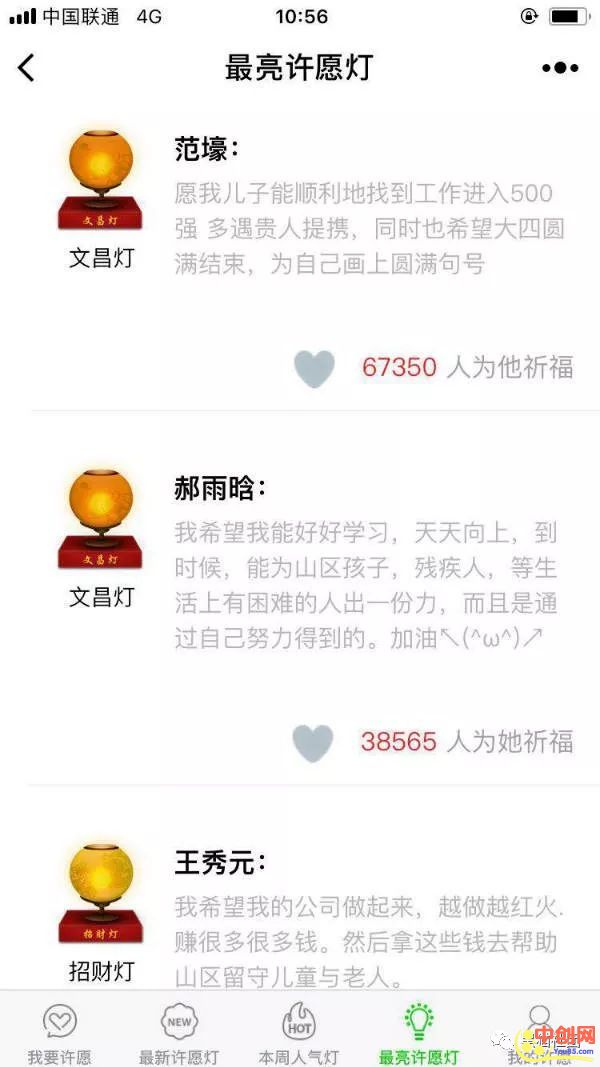 中国联通 4G 10:56
最亮许愿灯
范壕：
愿我儿子能顺利地找到工作进入500
强 多遇贵人提携，同时也希望大四圆
满结束，为自己画上圆满句号
文昌灯
文昌灯
67350 人为他祈福
郝雨晗：
我希望我能好好学习，天天向上，到
时候，能为山区孩子，残疾人，等生
活上有困难的人出一份力，而且是通
过自己努力得到的。加油↖(^ω^)↗
文昌灯
文昌灯
38565 人为她祈福
王秀元：
我希望我的公司做起来，越做越红火.
赚很多很多钱。然后拿这些钱去帮助
山区留守儿童与老人。
招财灯
招财灯
NEW
HOT
我要许愿
最新许愿灯
本周人气灯
最亮许愿灯
我的许愿
中创网